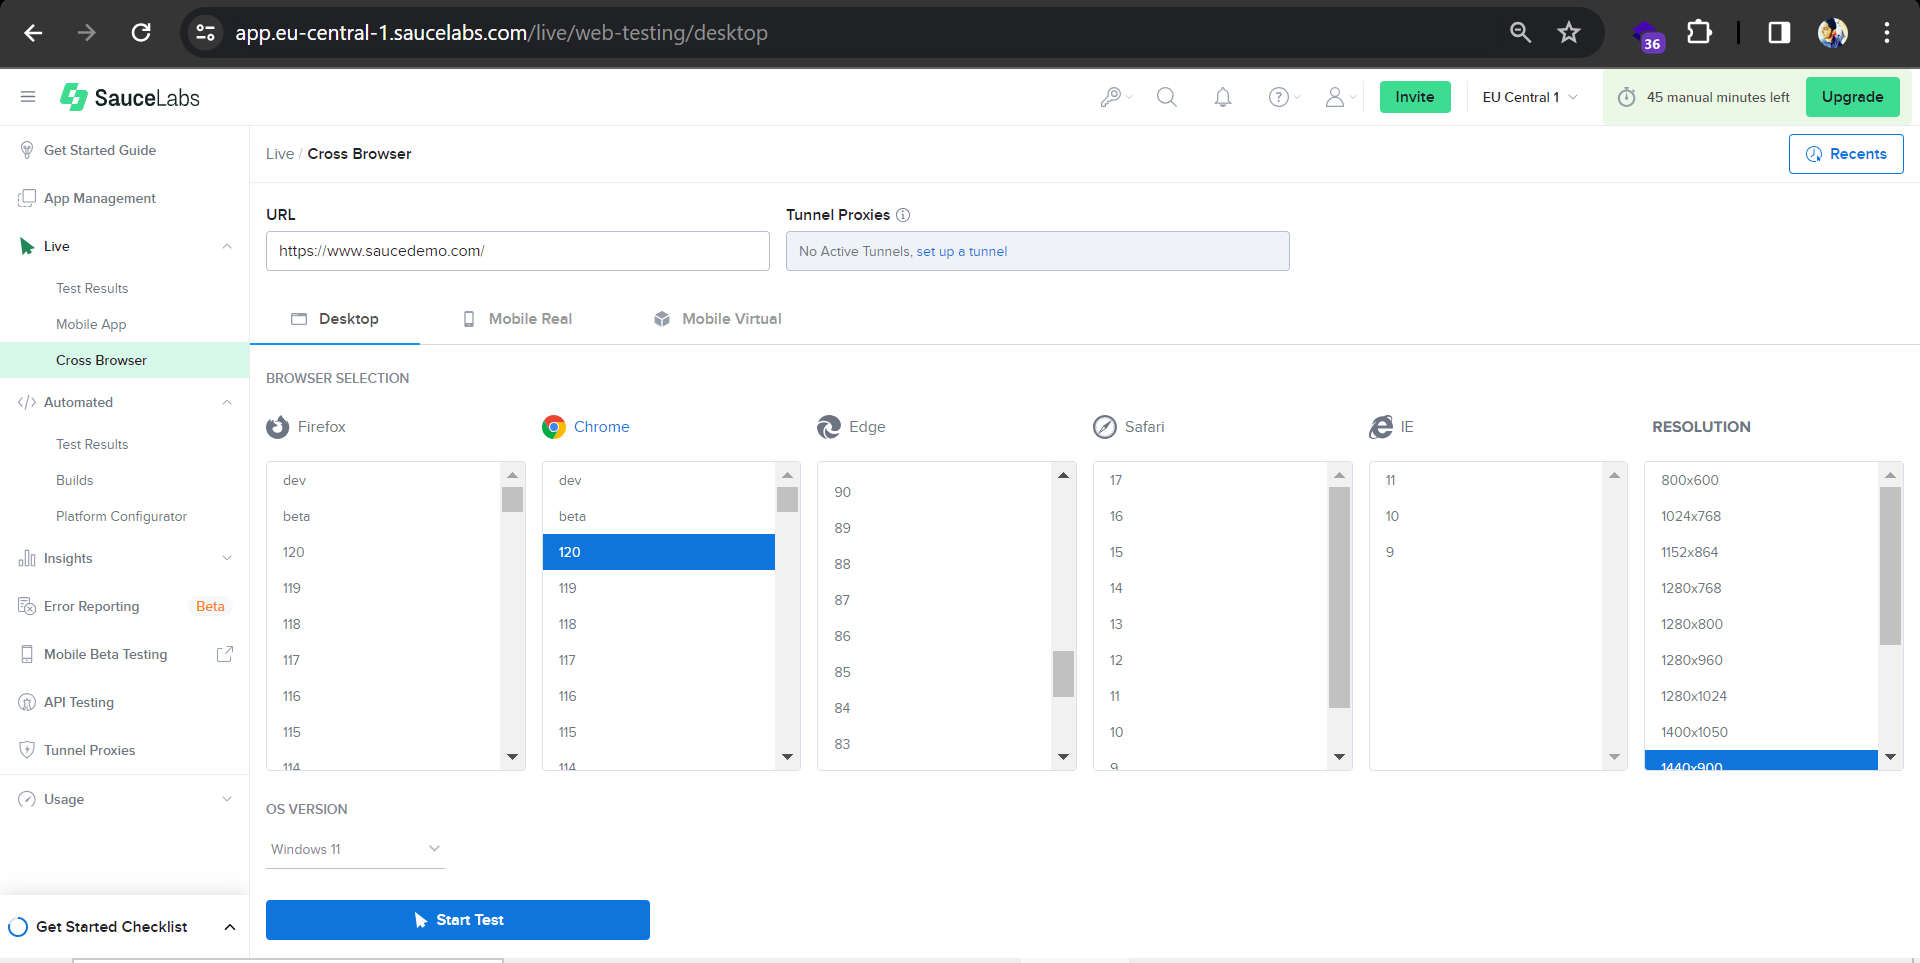 app.eu-central-1.saucelabs.com/live/web-testing/desktop
36
SAUCELABS
Invite
EU Central 1
45 manual minutes left
Upgrade
Get Started Guide
App Management
Live
Test Results
Mobile App
Cross Browser
Automated
Test Results
Builds
Platform Configurator
Insights
Error Reporting
Beta
Mobile Beta Testing
API Testing
Tunnel Proxies
Usage
Get Started Checklist
Live / Cross Browser
Recents
URL
https://www.saucedemo.com/
Tunnel Proxies
No Active Tunnels, set up a tunnel
Desktop
Mobile Real
Mobile Virtual
BROWSER SELECTION
Firefox
dev
beta
120
119
118
117
116
115
114
Chrome
dev
beta
120
119
118
117
116
115
114
Edge
90
89
88
87
86
85
84
83
Safari
17
16
15
14
13
12
11
10
9
IE
11
10
9
RESOLUTION
800x600
1024x768
1152x864
1280x768
1280x800
1280x960
1280x1024
1400x1050
1440x900
OS VERSION
Windows 11
Start Test